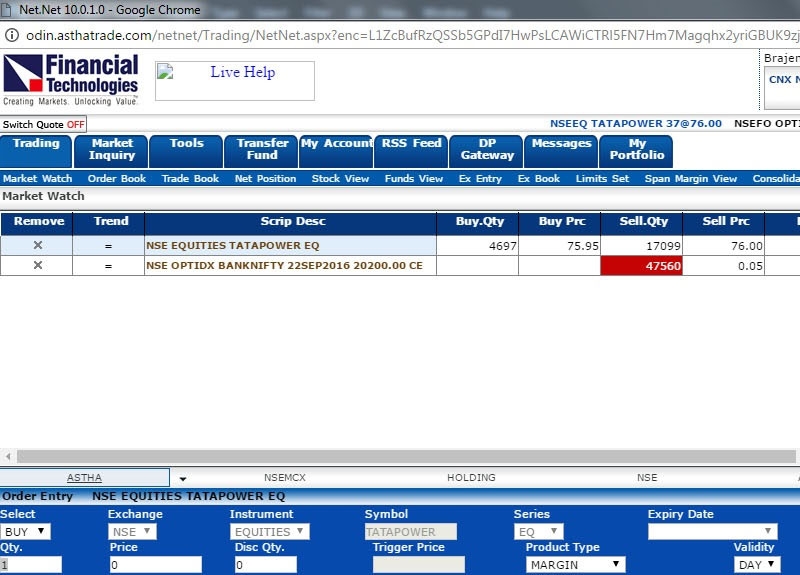 Net.Net 10.0.1.0 - Google Chrome
odin.asthatrade.com/netnet/Trading/NetNet.aspx?enc=L1ZcBufRzQSSb5GPdI7HwPsLCAWiCTRl5FN7Hm7Magqhx2yriGBUK9zj
Financial
Technologies
Creating Markets. Unlocking Value.
Live Help
Brajen
CNX N
Switch Quote OFF
NSEEQ TATAPOWER 37@76.00 NSEFO OPTI
Trading Market Inquiry Tools Transfer Fund My Account RSS Feed DP Gateway Messages My Portfolio
Market Watch Order Book Trade Book Net Position Stock View Funds View Ex Entry Ex Book Limits Set Span Margin View Consolida
Market Watch
Remove Trend Scrip Desc Buy.Qty Buy Prc Sell.Qty Sell Prc
= NSE EQUITIES TATAPOWER EQ 4697 75.95 17099 76.00
= NSE OPTIDX BANKNIFTY 22SEP2016 20200.00 CE 47560 0.05
ASTHA NSEMCX HOLDING NSE
Order Entry NSE EQUITIES TATAPOWER EQ
Select Exchange Instrument Symbol Series Expiry Date
BUY NSE EQUITIES TATAPOWER EQ
Qty. Price Disc Qty. Trigger Price Product Type Validity
1 0 0 MARGIN DAY